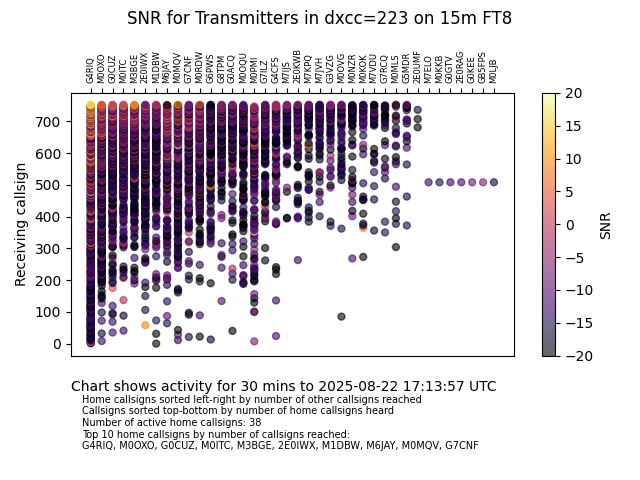 SNR for Transmitters in dxcc=223 on 15m FT8
G4RIQ M0OXO G0CUZ M0ITC M3BGE 2E0IWX M1DBW M6JAY M0MQV G7CNF M0RDW G6PWS G8TPM G0ACQ M0OQU M0PMI G7ILZ G4CFS M7IJS 2E0KWB M7KPQ M7JVH G3VZG M0OVG M0NZR M0KOK M7VDU G7RCQ M0MLS G5MDR 2E0UMF M7ELO M0KKB G0GTV 2E0RAG G0KEE GB5FPS M0LJB
700
600
500
400
300
200
100
0
Receiving callsign
20
15
10
5
0
−5
−10
−15
−20
SNR
Chart shows activity for 30 mins to 2025-08-22 17:13:57 UTC
Home callsigns sorted left-right by number of other callsigns reached
Callsigns sorted top-bottom by number of home callsigns heard
Number of active home callsigns: 38
Top 10 home callsigns by number of callsigns reached:
G4RIQ, M0OXO, G0CUZ, M0ITC, M3BGE, 2E0IWX, M1DBW, M6JAY, M0MQV, G7CNF